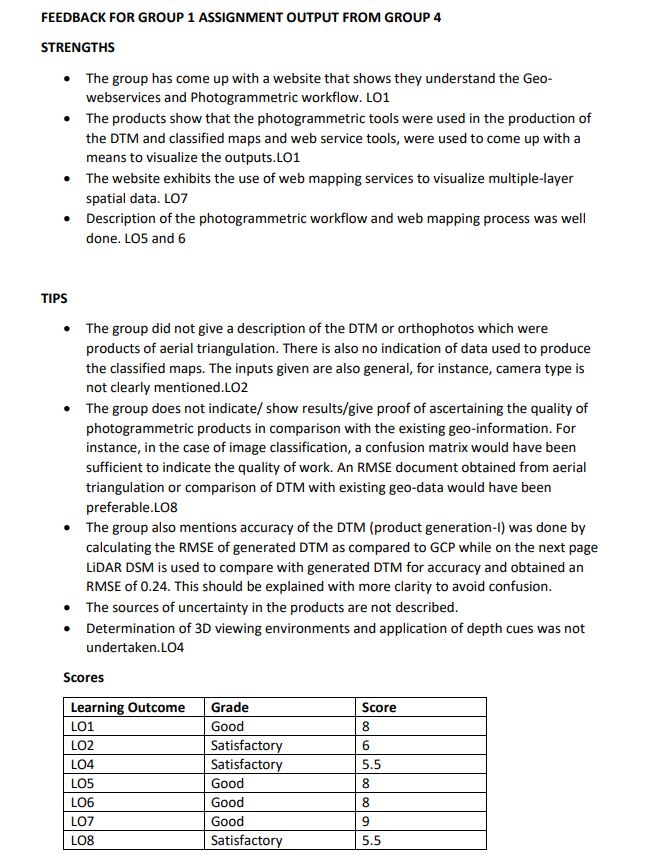 FEEDBACK FOR GROUP 1 ASSIGNMENT OUTPUT FROM GROUP 4
STRENGTHS
• The group has come up with a website that shows they understand the Geo-
webservices and Photogrammetric workflow. LO1
• The products show that the photogrammetric tools were used in the production of
the DTM and classified maps and web service tools, were used to come up with a
means to visualize the outputs.LO1
• The website exhibits the use of web mapping services to visualize multiple-layer
spatial data. LO7
• Description of the photogrammetric workflow and web mapping process was well
done. LO5 and 6
TIPS
• The group did not give a description of the DTM or orthophotos which were
products of aerial triangulation. There is also no indication of data used to produce
the classified maps. The inputs given are also general, for instance, camera type is
not clearly mentioned.LO2
• The group does not indicate/ show results/give proof of ascertaining the quality of
photogrammetric products in comparison with the existing geo-information. For
instance, in the case of image classification, a confusion matrix would have been
sufficient to indicate the quality of work. An RMSE document obtained from aerial
triangulation or comparison of DTM with existing geo-data would have been
preferable.LO8
• The group also mentions accuracy of the DTM (product generation-I) was done by
calculating the RMSE of generated DTM as compared to GCP while on the next page
LiDAR DSM is used to compare with generated DTM for accuracy and obtained an
RMSE of 0.24. This should be explained with more clarity to avoid confusion.
• The sources of uncertainty in the products are not described.
• Determination of 3D viewing environments and application of depth cues was not
undertaken.LO4
Scores
Learning Outcome Grade Score
LO1 Good 8
LO2 Satisfactory 6
LO4 Satisfactory 5.5
LO5 Good 8
LO6 Good 8
LO7 Good 9
LO8 Satisfactory 5.5